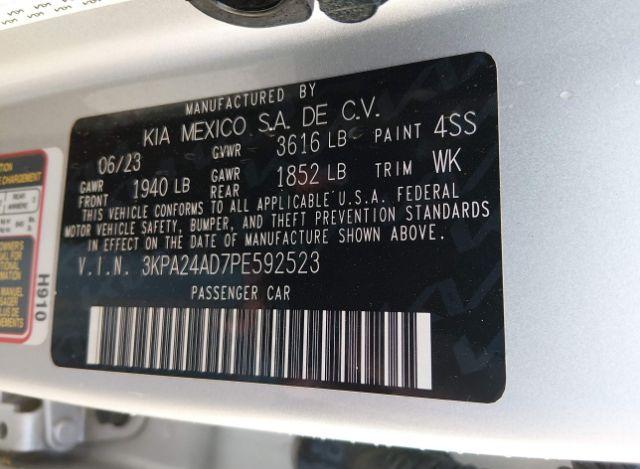 MANUFACTURED BY
KIA MEXICO S.A. DE C.V.
06/23 GVWR 3616 LB PAINT 4SS
GAWR FRONT 1940 LB GAWR REAR 1852 LB TRIM WK
THIS VEHICLE CONFORMS TO ALL APPLICABLE U.S.A. FEDERAL
MOTOR VEHICLE SAFETY, BUMPER, AND THEFT PREVENTION STANDARDS
IN EFFECT ON THE DATE OF MANUFACTURE SHOWN ABOVE.
V.I.N. 3KPA24AD7PE592523
PASSENGER CAR
H910